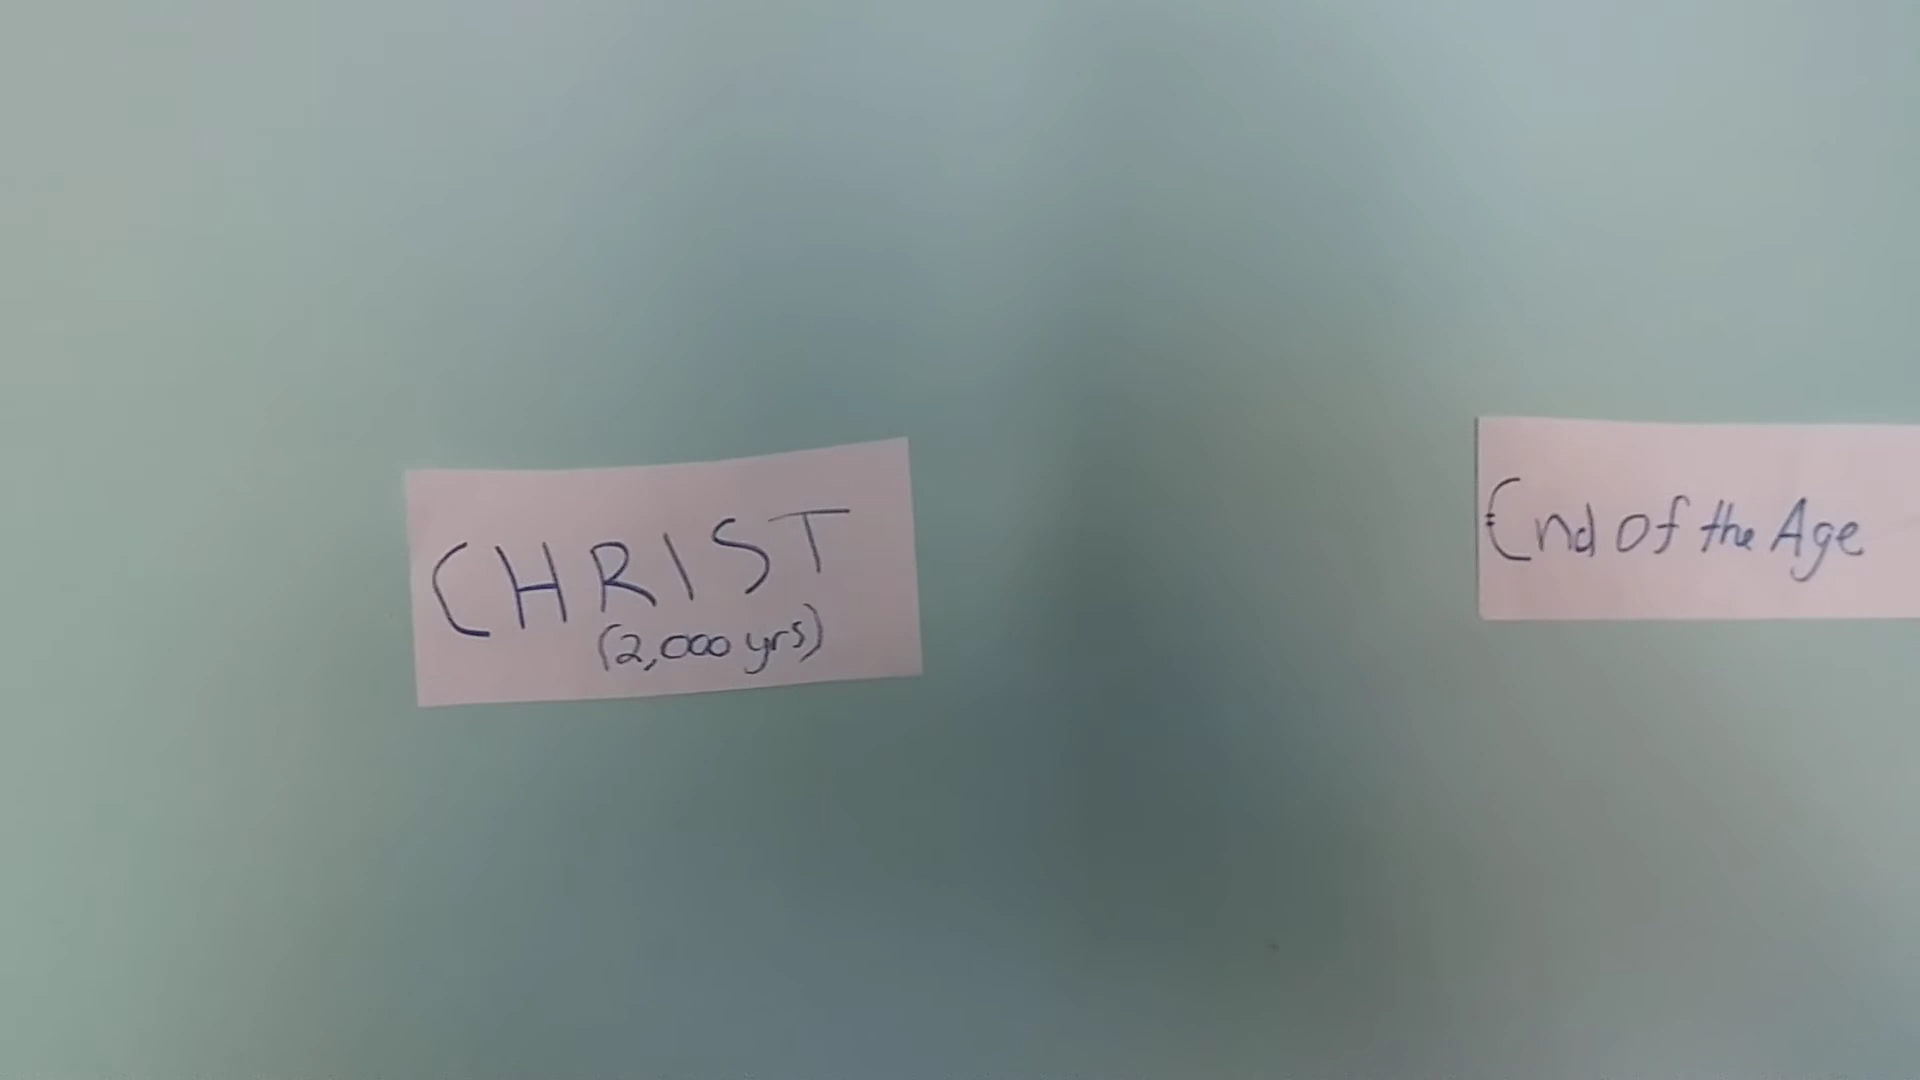 CHRIST
(2,000 yrs)
End of the Age